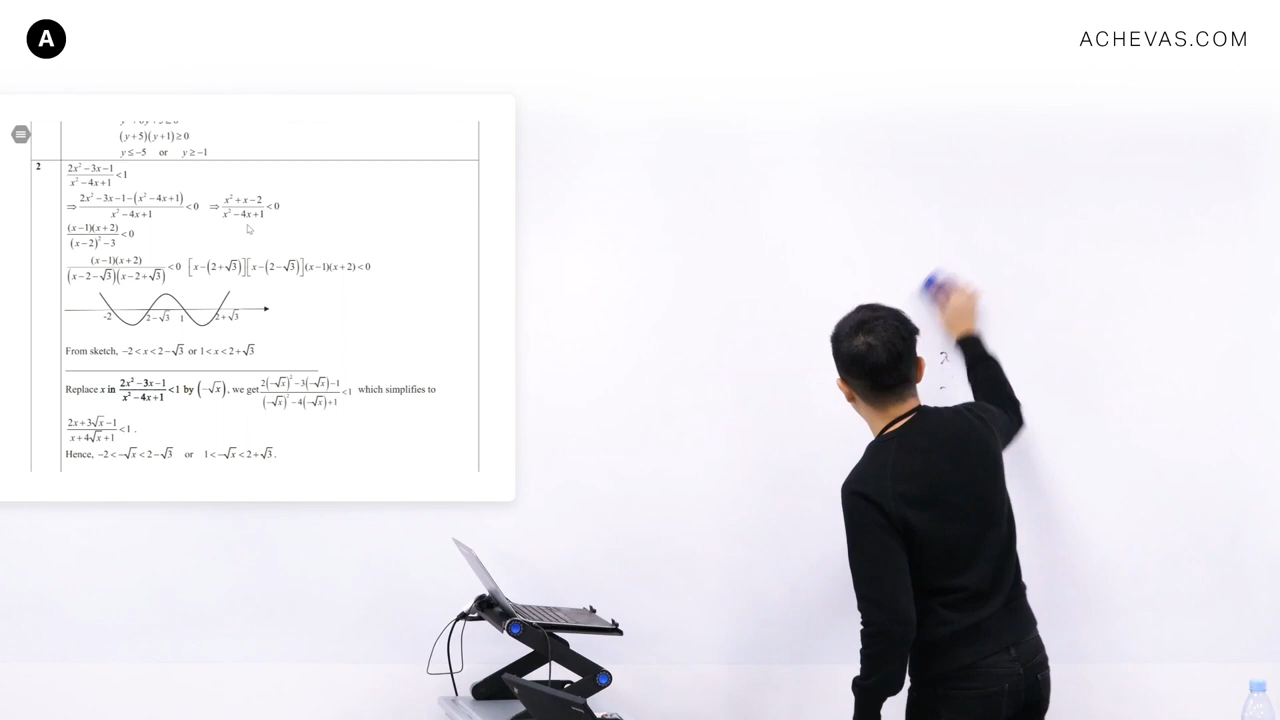 A
ACHEVAS.COM
(y+5)(y+1)≥0
y≤-5 or y≥-1
2
(2x²-3x-1)/(x²-4x+1)<1
⇒ (2x²-3x-1-(x²-4x+1))/(x²-4x+1)<0 ⇒ (x²+x-2)/(x²-4x+1)<0
((x-1)(x+2))/((x-2)²-3)<0
((x-1)(x+2))/((x-2-√3)(x-2+√3))<0 [x-(2+√3)][x-(2-√3)](x-1)(x+2)<0
-2 2-√3 1 2+√3
From sketch, -2<x<2-√3 or 1<x<2+√3
Replace x in (2x²-3x-1)/(x²-4x+1)<1 by (-√x), we get (2(-√x)²-3(-√x)-1)/((-√x)²-4(-√x)+1)<1 which simplifies to
(2x+3√x-1)/(x+4√x+1)<1.
Hence, -2<-√x<2-√3 or 1<-√x<2+√3.